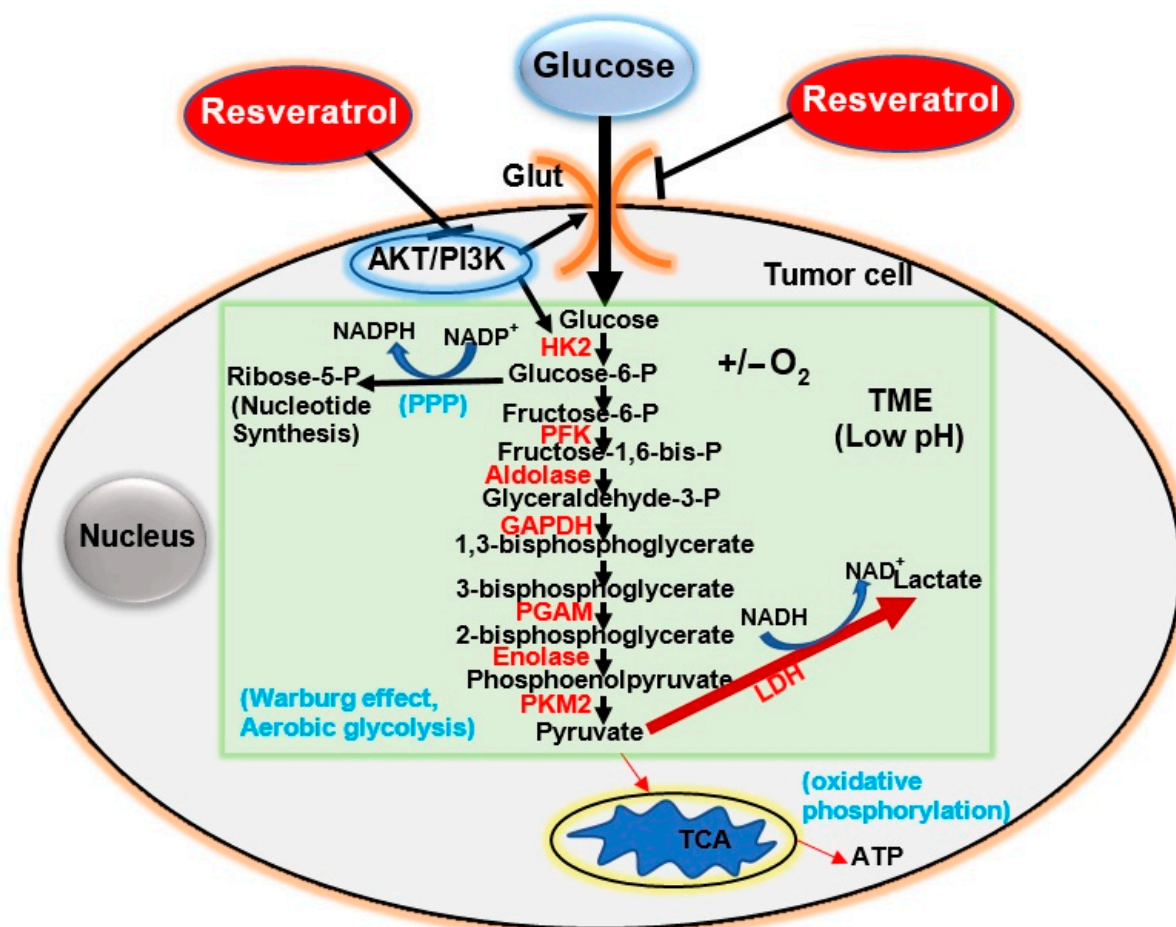 Glucose
Resveratrol
Resveratrol
Glut
AKT/PI3K
Tumor cell
Glucose
NADPH
NADP+
HK2
+/− O2
Ribose-5-P
(Nucleotide
Synthesis)
(PPP)
Glucose-6-P
TME
(Low pH)
Fructose-6-P
PFK
Fructose-1,6-bis-P
Aldolase
Glyceraldehyde-3-P
GAPDH
1,3-bisphosphoglycerate
Nucleus
3-bisphosphoglycerate
PGAM
2-bisphosphoglycerate
Enolase
Phosphoenolpyruvate
PKM2
Pyruvate
NADH
NAD+
Lactate
LDH
(Warburg effect,
Aerobic glycolysis)
(oxidative
phosphorylation)
TCA
ATP